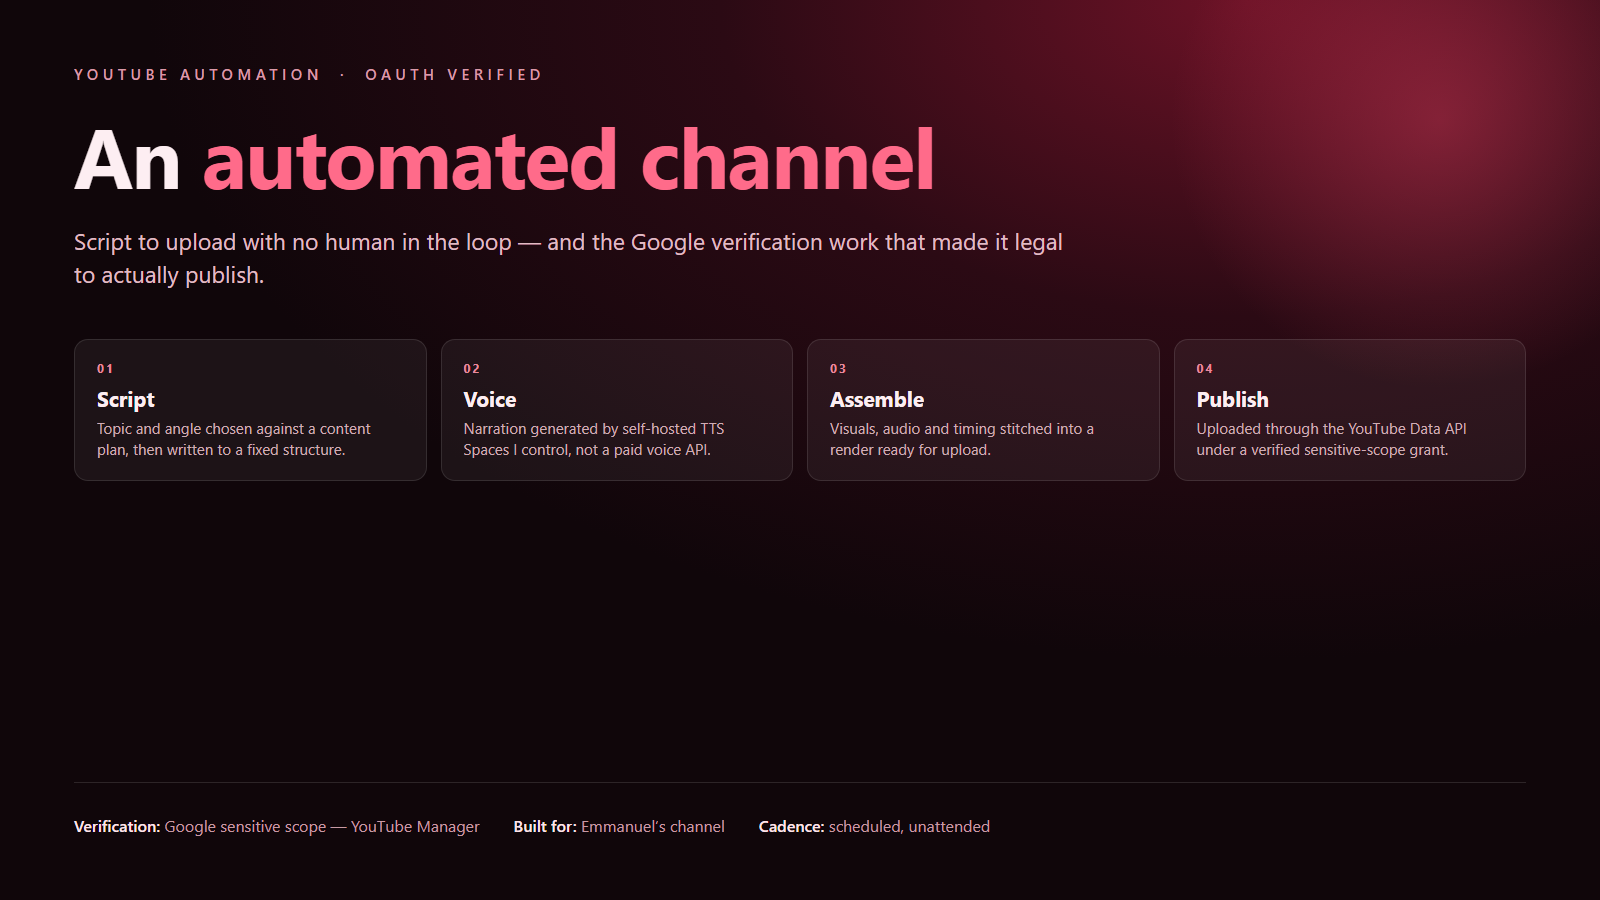 YOUTUBE AUTOMATION · OAUTH VERIFIED
An automated channel
Script to upload with no human in the loop — and the Google verification work that made it legal
to actually publish.
01
Script
Topic and angle chosen against a content
plan, then written to a fixed structure.
02
Voice
Narration generated by self-hosted TTS
Spaces I control, not a paid voice API.
03
Assemble
Visuals, audio and timing stitched into a
render ready for upload.
04
Publish
Uploaded through the YouTube Data API
under a verified sensitive-scope grant.
Verification: Google sensitive scope — YouTube Manager Built for: Emmanuel's channel Cadence: scheduled, unattended